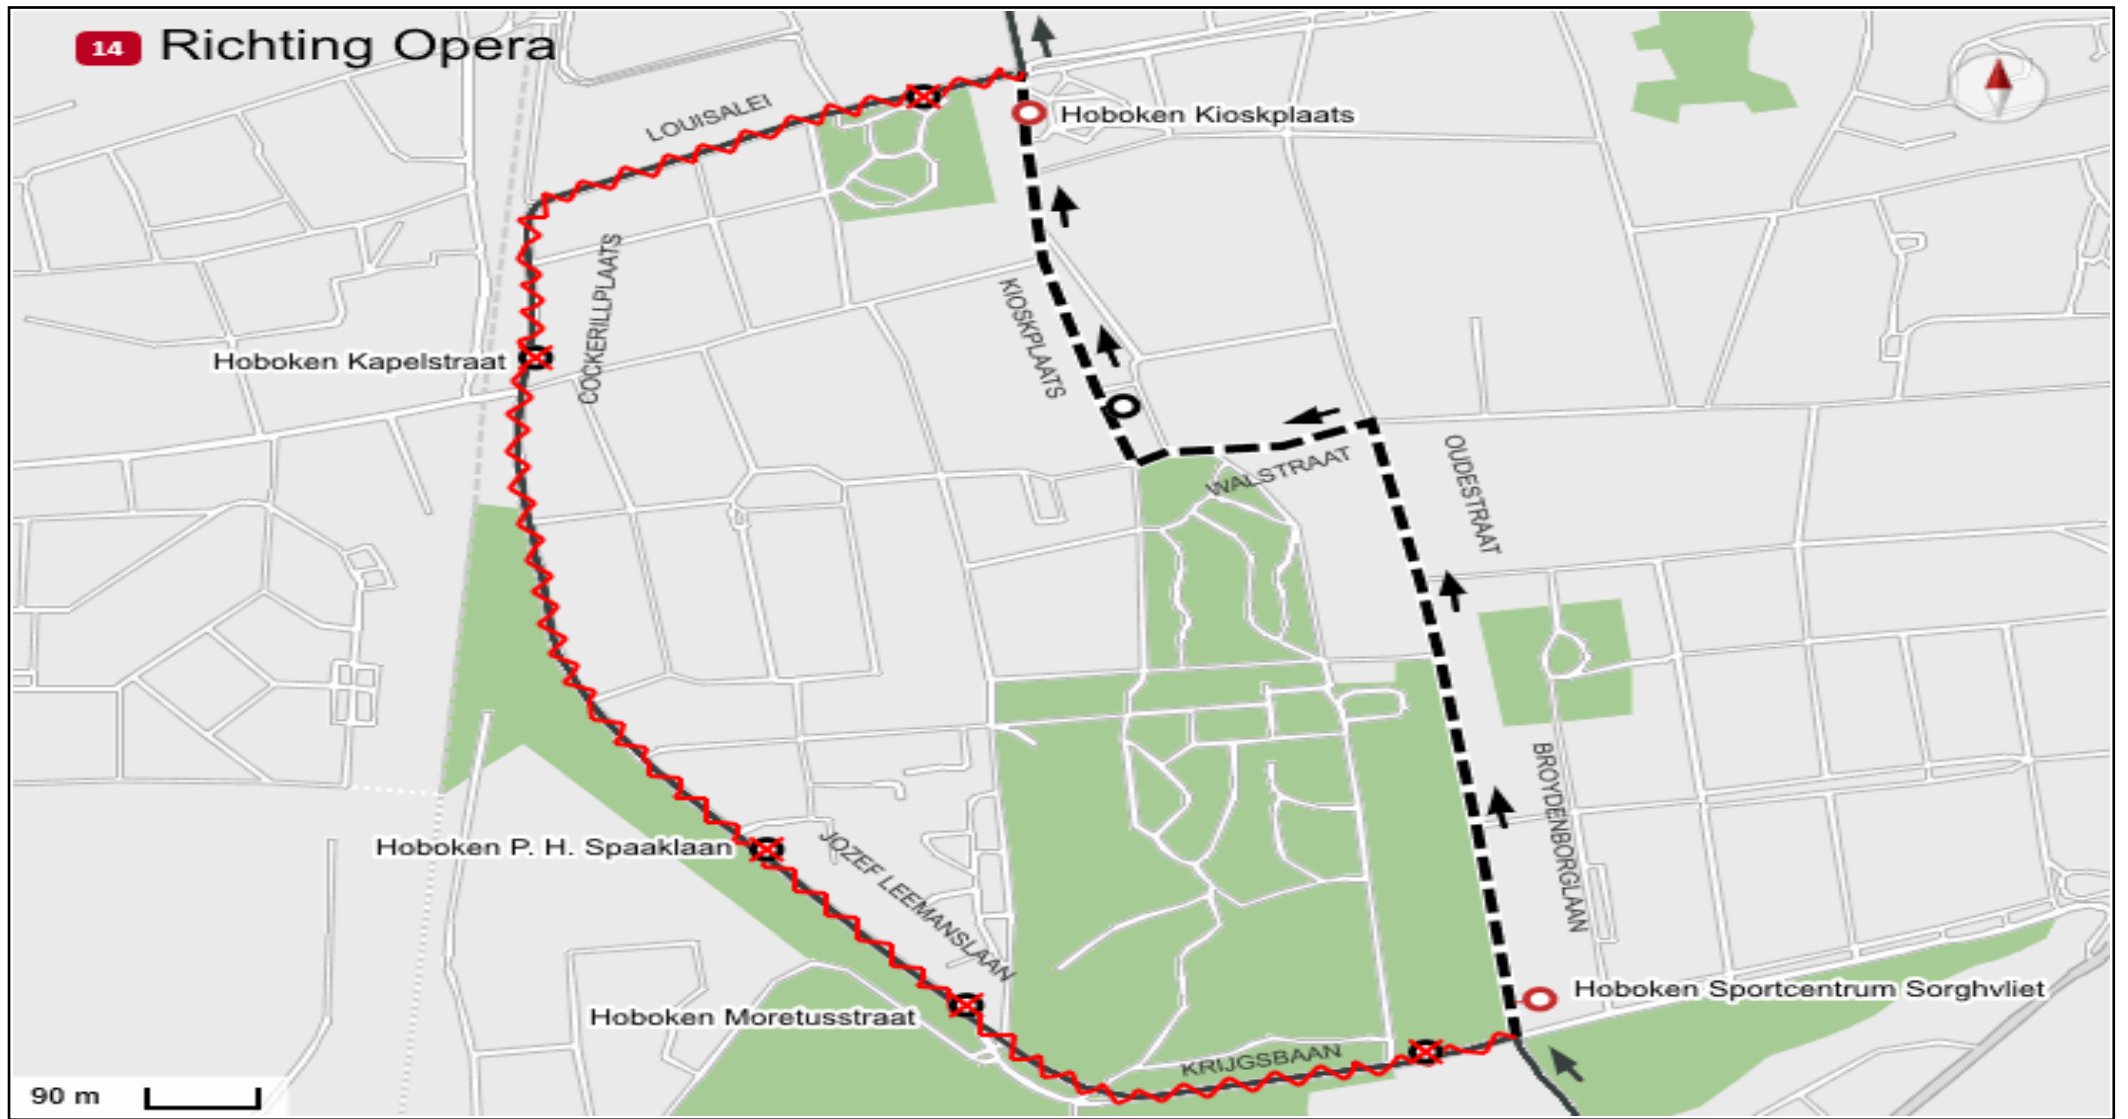 14 Richting Opera
LOUISALEI
Hoboken Kioskplaats
COCKERILLPLAATS
KIOSKPLAATS
Hoboken Kapelstraat
WALSTRAAT
OUDESTRAAT
BROYDENBORGLAAN
Hoboken P. H. Spaaklaan
JOZEF LEEMANSLAAN
Hoboken Sportcentrum Sorghvliet
Hoboken Moretusstraat
KRIJGSBAAN
90 m